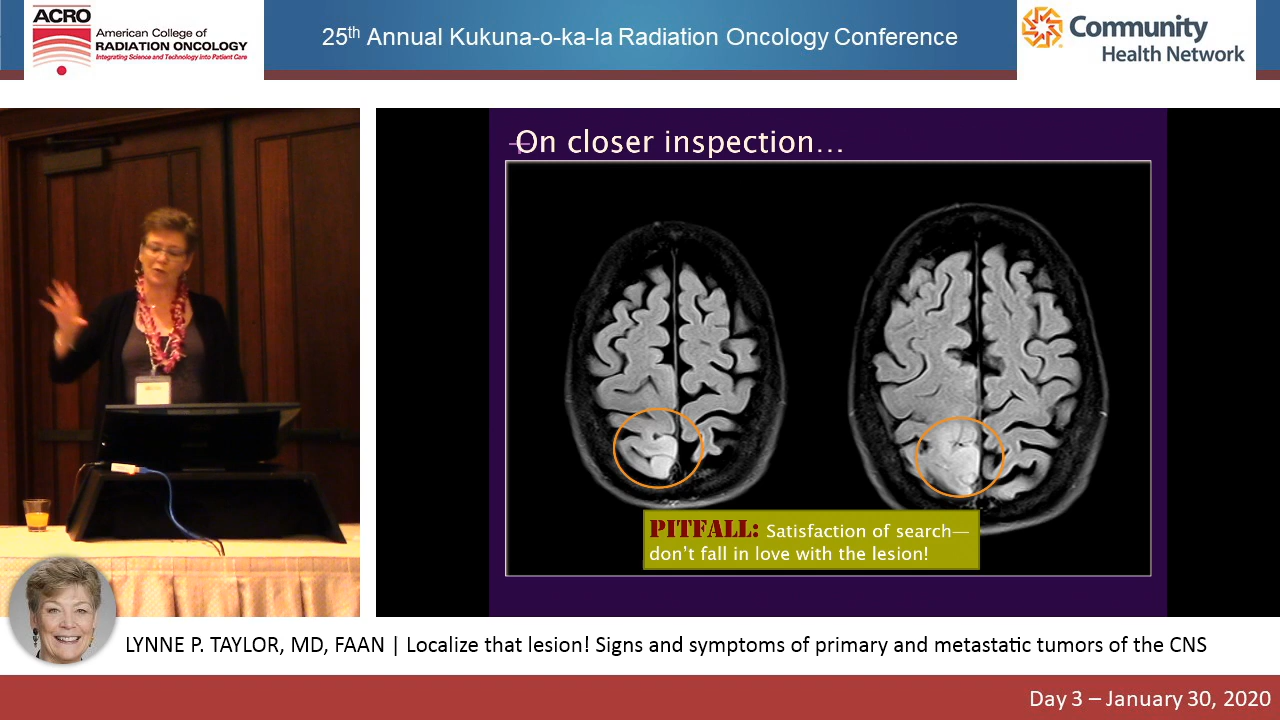 ACRO
American College of
RADIATION ONCOLOGY
Integrating Science and Technology into Patient Care
25th Annual Kukuna-o-ka-la Radiation Oncology Conference
Community
Health Network
On closer inspection...
PITFALL: Satisfaction of search—
don't fall in love with the lesion!
LYNNE P. TAYLOR, MD, FAAN | Localize that lesion! Signs and symptoms of primary and metastatic tumors of the CNS
Day 3 – January 30, 2020